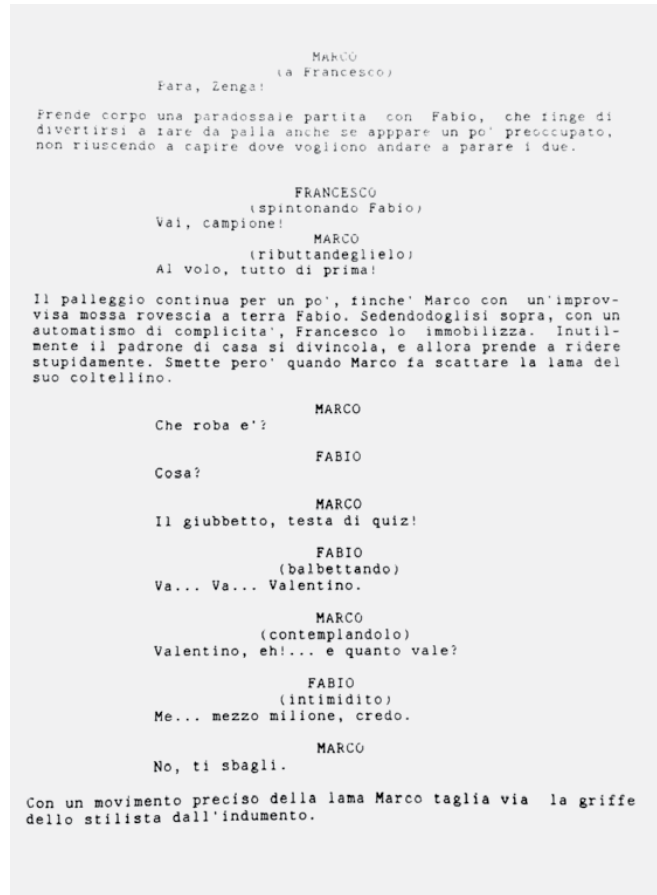 MARCO
(a Francesco)
Para, Zenga!
Prende corpo una paradossale partita con Fabio, che finge di
divertirsi a fare da palla anche se apppare un po' preoccupato,
non riuscendo a capire dove vogliono andare a parare i due.
FRANCESCO
(spintonando Fabio)
Vai, campione!
MARCO
(ributtandeglielo)
Al volo, tutto di prima!
Il palleggio continua per un po', finche' Marco con un'improv-
visa mossa rovescia a terra Fabio. Sedendodoglisi sopra, con un
automatismo di complicita', Francesco lo immobilizza. Inutil-
mente il padrone di casa si divincola, e allora prende a ridere
stupidamente. Smette pero' quando Marco fa scattare la lama del
suo coltellino.
MARCO
Che roba e'?
FABIO
Cosa?
MARCO
Il giubbetto, testa di quiz!
FABIO
(balbettando)
Va... Va... Valentino.
MARCO
(contemplandolo)
Valentino, eh!... e quanto vale?
FABIO
(intimidito)
Me... mezzo milione, credo.
MARCO
No, ti sbagli.
Con un movimento preciso della lama Marco taglia via la griffe
dello stilista dall'indumento.